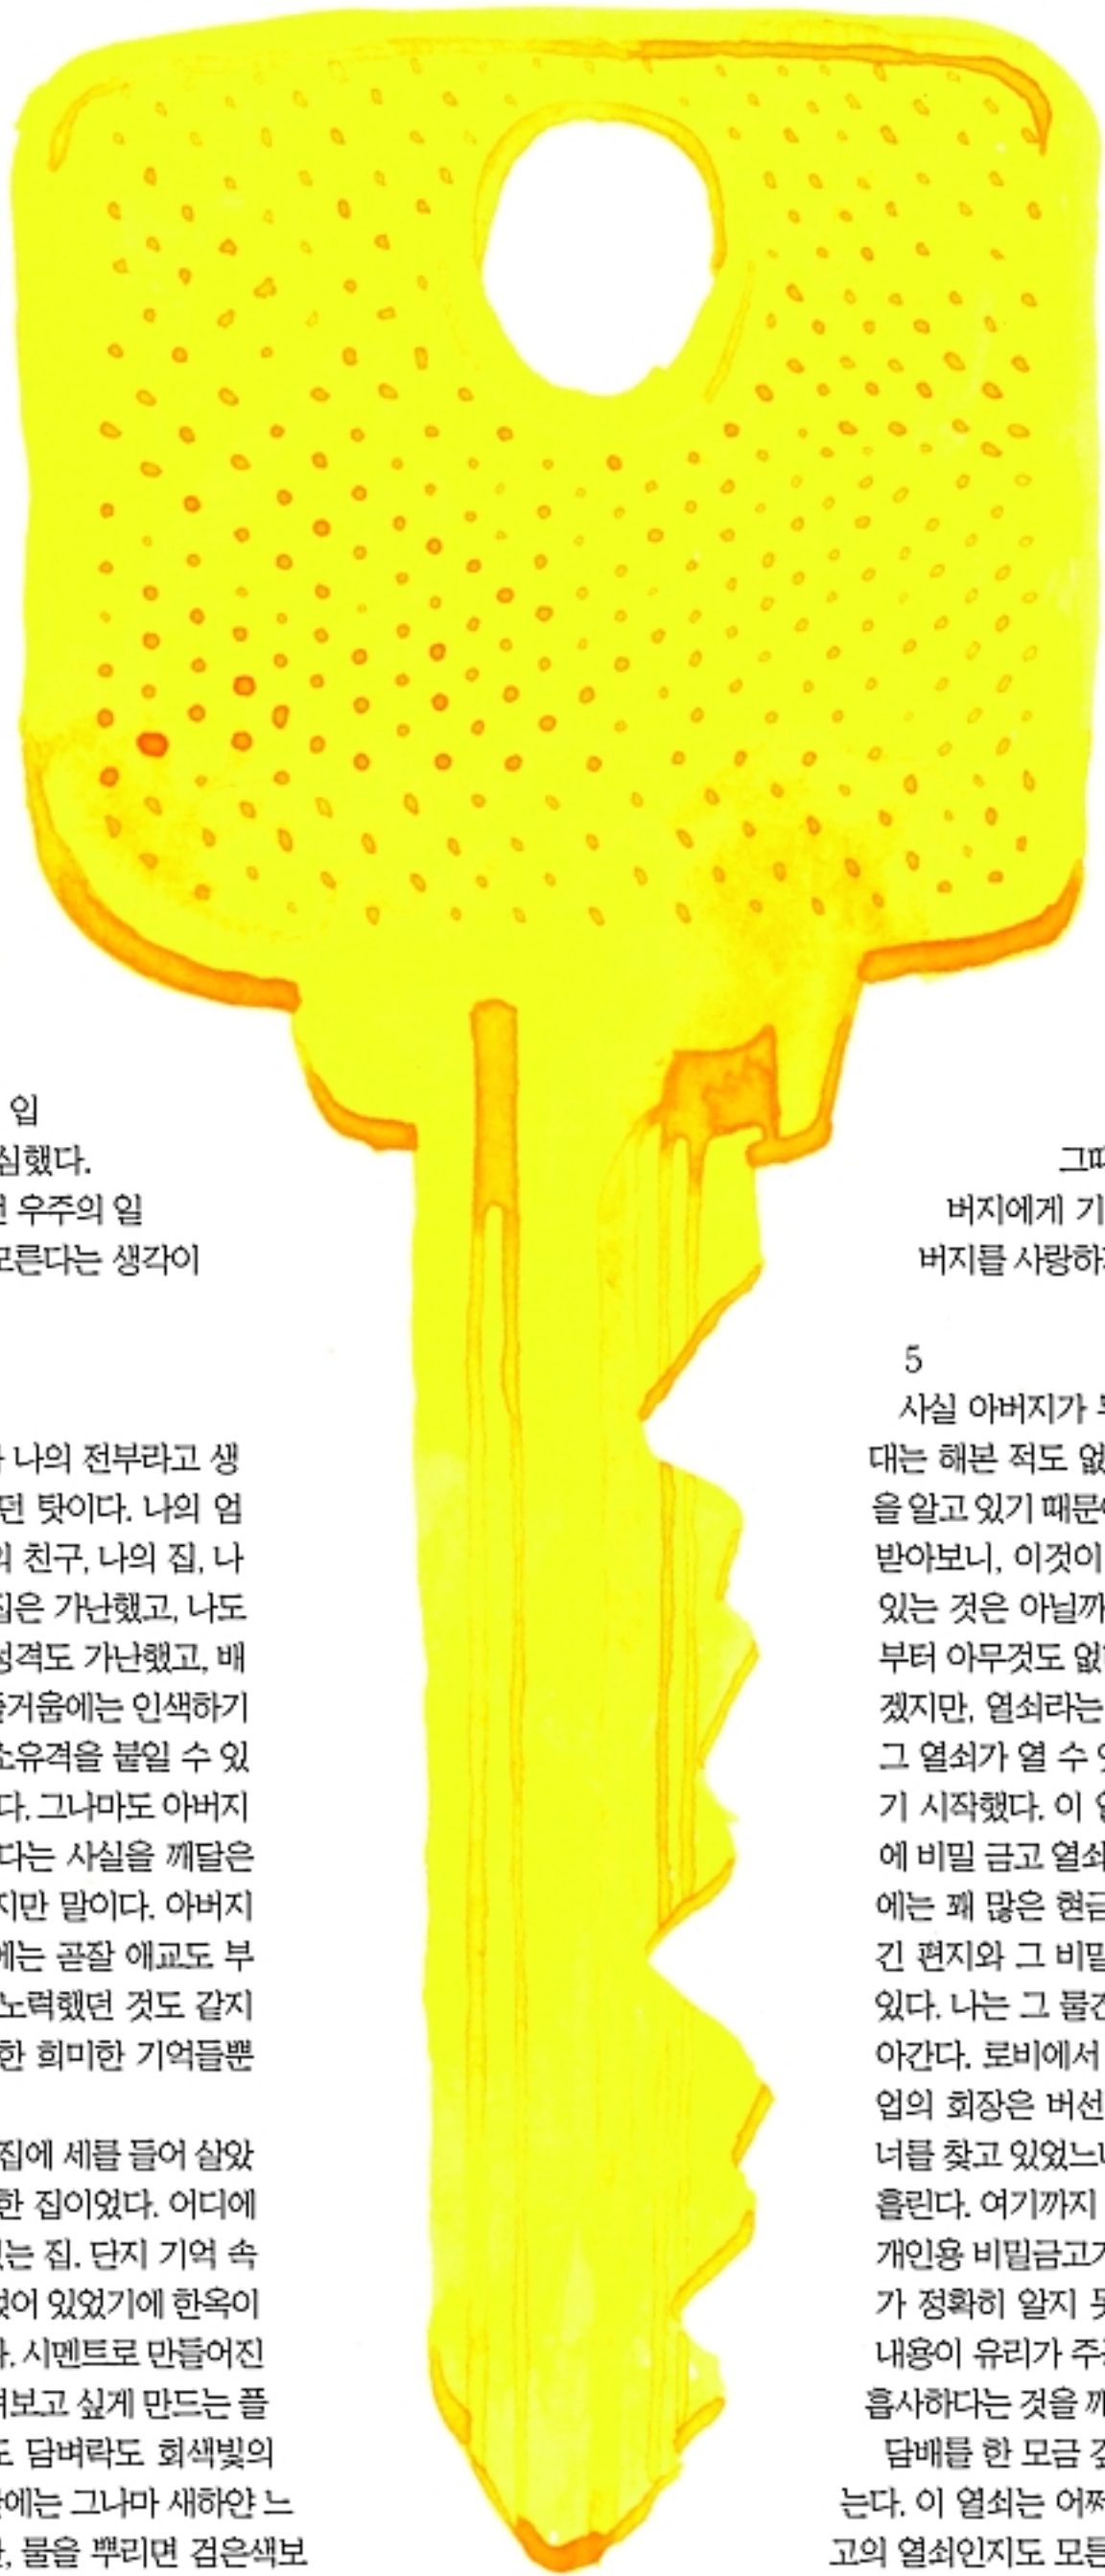 입
심했다.
우주의 일
모른다는 생각이
나의 전부라고 생
던 탓이다. 나의 엄
의 친구, 나의 집, 나
집은 가난했고, 나도
성격도 가난했고, 배
즐거움에는 인색하기
소유격을 붙일 수 있
다. 그나마도 아버지
다는 사실을 깨달은
지만 말이다. 아버지
에는 곧잘 애교도 부
노력했던 것도 같지
한 희미한 기억들뿐
집에 세를 들어 살았
한 집이었다. 어디에
있는 집. 단지 기억 속
있었기에 한옥이
시멘트로 만들어진
싶게 만드는 플
도 담벼락도 회색빛의
에는 그나마 새하얀 느
물을 뿌리면 검은색보
버지에게 기
버지를 사랑하
5
사실 아버지가
대는 해본 적도 없
을 알고 있기 때문
받아보니, 이것이
있는 것은 아닐까
부터 아무것도 없
겠지만, 열쇠라는
그 열쇠가 열 수
기 시작했다. 이
에 비밀 금고 열쇠
에는 꽤 많은 현금
긴 편지와 그 비밀
있다. 나는 그 물건
아간다. 로비에서
업의 회장은 버선
너를 찾고 있었느냐
흘린다. 여기까지
개인용 비밀금고
가 정확히 알지 못
내용이 유리가 주
흡사하다는 것을 깨
담배를 한 모금 깊
는다. 이 열쇠는 어쩌
고의 열쇠인지도 모른